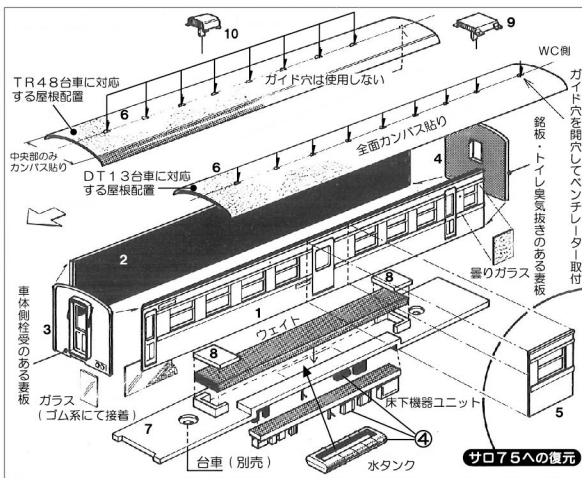 10
9
TR48台車に対応
する屋根配置
6
ガイド穴は使用しない
WC側
ガイド穴を開穴してベンチレーター取付
中央部のみ
カンバス貼り
6
全面カンバス貼り
DT13台車に対応
する屋根配置
4
銘板・トイレ臭気抜きのある妻板
2
曇りガラス
1
8
3
車体側栓受のある妻板
ウェイト
8
ガラス
(ゴム系にて接着)
7
床下機器ユニット
④
5
台車(別売)
水タンク
サロ75への復元